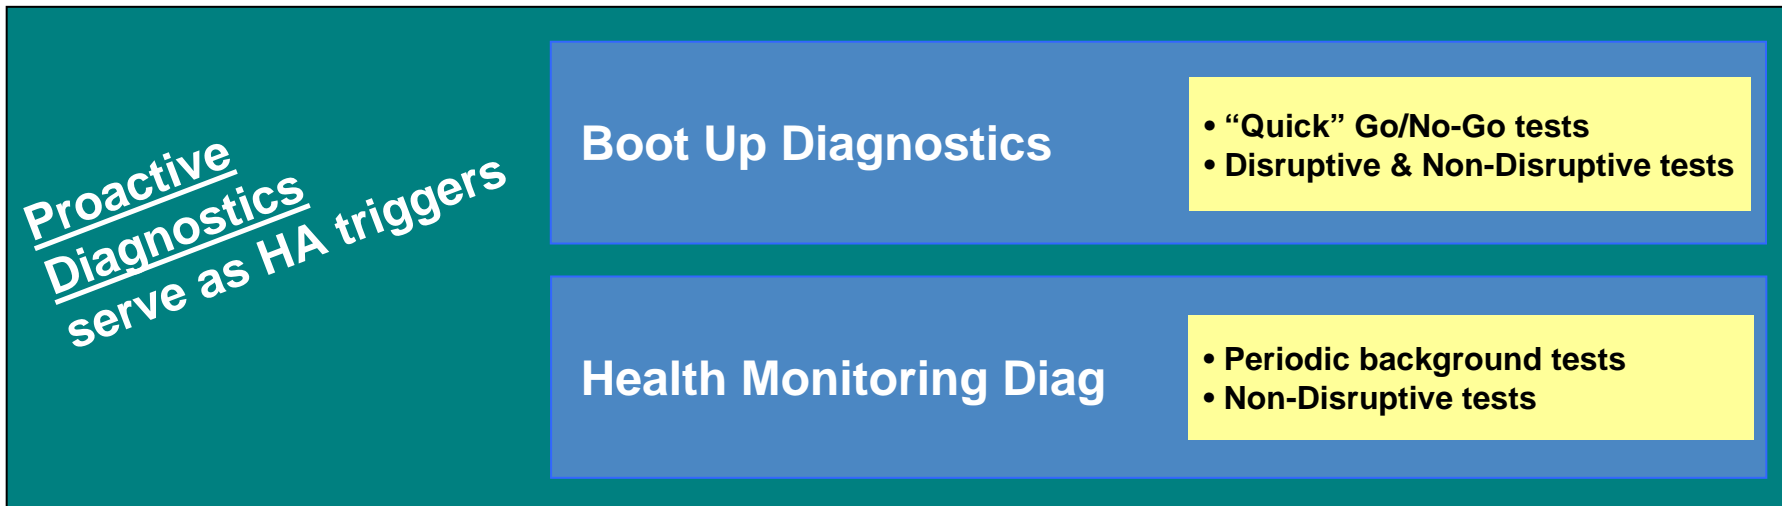 Proactive
Diagnostics
serve as HA triggers
Boot Up Diagnostics
• “Quick” Go/No-Go tests
• Disruptive & Non-Disruptive tests
Health Monitoring Diag
• Periodic background tests
• Non-Disruptive tests